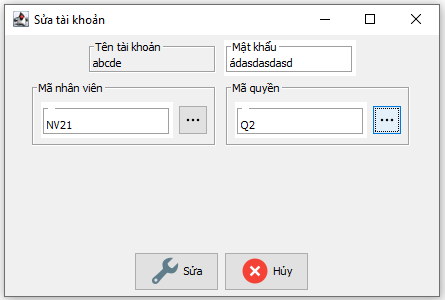 Sửa tài khoản
Tên tài khoản
abcde
Mật khẩu
ádasdasdasd
Mã nhân viên
NV21
...
Mã quyền
Q2
...
Sửa
Hủy